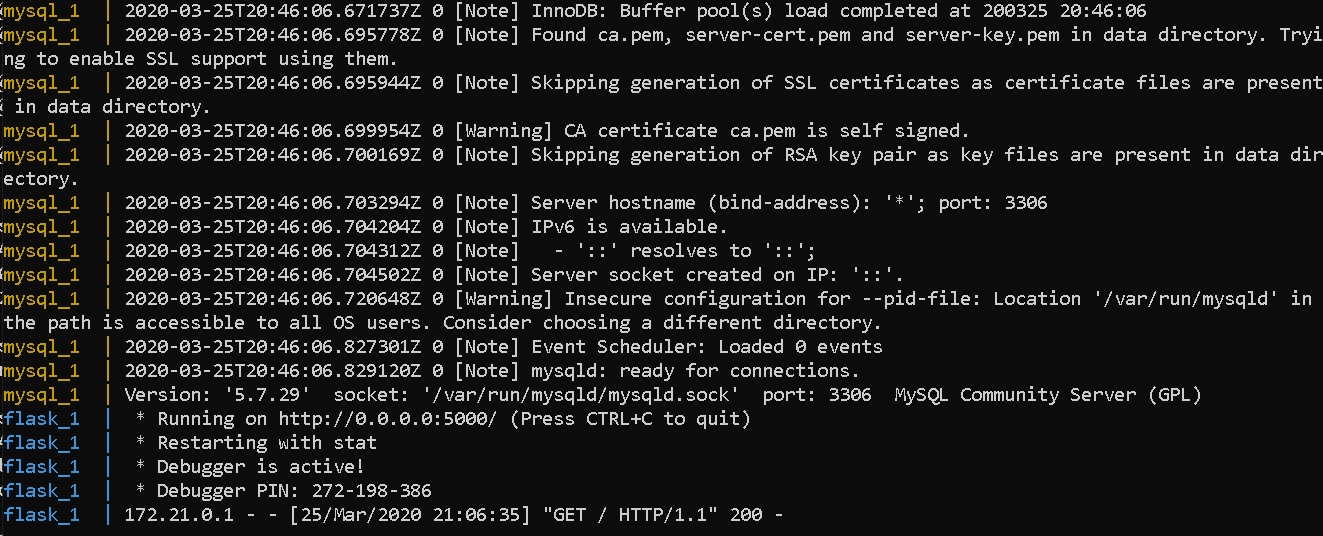 mysql_1  | 2020-03-25T20:46:06.671737Z 0 [Note] InnoDB: Buffer pool(s) load completed at 200325 20:46:06
mysql_1  | 2020-03-25T20:46:06.695778Z 0 [Note] Found ca.pem, server-cert.pem and server-key.pem in data directory. Tryi
ng to enable SSL support using them.
mysql_1  | 2020-03-25T20:46:06.695944Z 0 [Note] Skipping generation of SSL certificates as certificate files are present
 in data directory.
mysql_1  | 2020-03-25T20:46:06.699954Z 0 [Warning] CA certificate ca.pem is self signed.
mysql_1  | 2020-03-25T20:46:06.700169Z 0 [Note] Skipping generation of RSA key pair as key files are present in data dir
ectory.
mysql_1  | 2020-03-25T20:46:06.703294Z 0 [Note] Server hostname (bind-address): '*'; port: 3306
mysql_1  | 2020-03-25T20:46:06.704204Z 0 [Note] IPv6 is available.
mysql_1  | 2020-03-25T20:46:06.704312Z 0 [Note]   - '::' resolves to '::';
mysql_1  | 2020-03-25T20:46:06.704502Z 0 [Note] Server socket created on IP: '::'.
mysql_1  | 2020-03-25T20:46:06.720648Z 0 [Warning] Insecure configuration for --pid-file: Location '/var/run/mysqld' in
the path is accessible to all OS users. Consider choosing a different directory.
mysql_1  | 2020-03-25T20:46:06.827301Z 0 [Note] Event Scheduler: Loaded 0 events
mysql_1  | 2020-03-25T20:46:06.829120Z 0 [Note] mysqld: ready for connections.
mysql_1  | Version: '5.7.29'  socket: '/var/run/mysqld/mysqld.sock'  port: 3306  MySQL Community Server (GPL)
flask_1  |  * Running on http://0.0.0.0:5000/ (Press CTRL+C to quit)
flask_1  |  * Restarting with stat
flask_1  |  * Debugger is active!
flask_1  |  * Debugger PIN: 272-198-386
flask_1  | 172.21.0.1 - - [25/Mar/2020 21:06:35] "GET / HTTP/1.1" 200 -